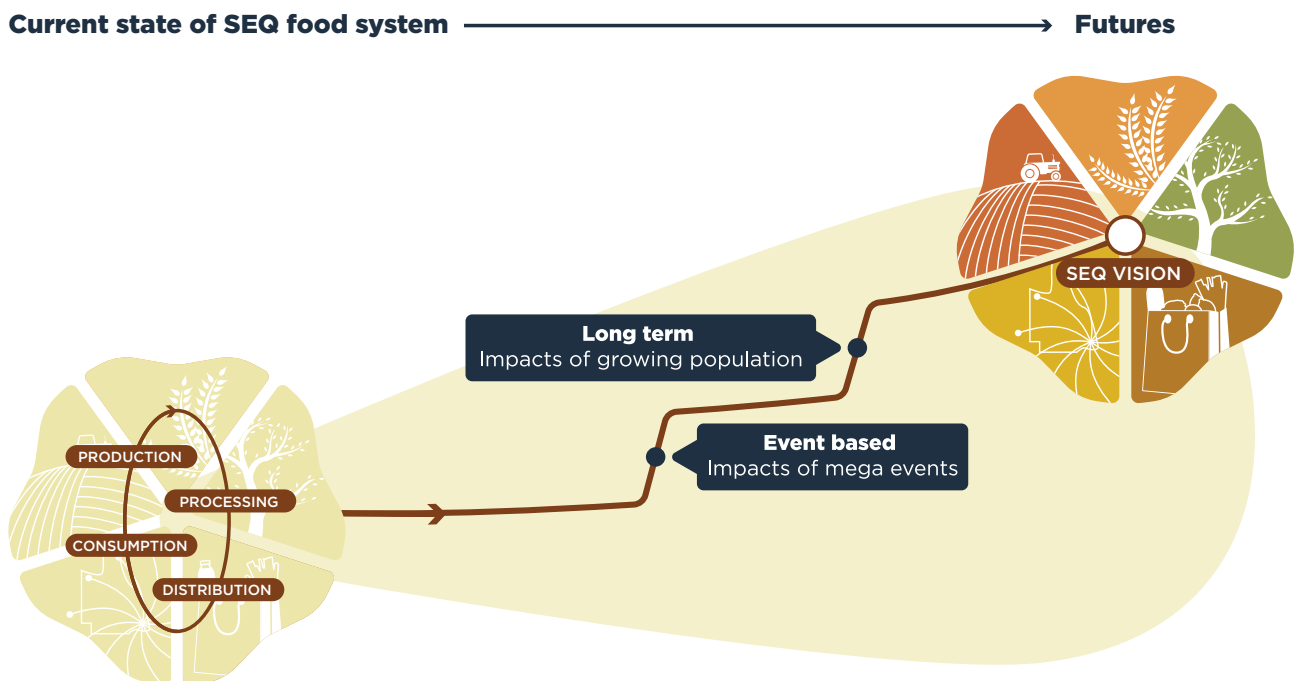 Current state of SEQ food system
Futures
SEQ VISION
Long term
Impacts of growing population
Event based
Impacts of mega events
PRODUCTION
PROCESSING
CONSUMPTION
DISTRIBUTION